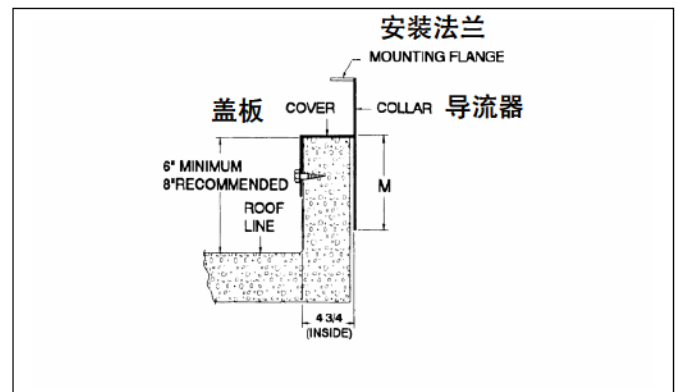 安装法兰
MOUNTING FLANGE
盖板 COVER COLLAR 导流器
6" MINIMUM
8"RECOMMENDED
M
ROOF
LINE
4 3/4
(INSIDE)